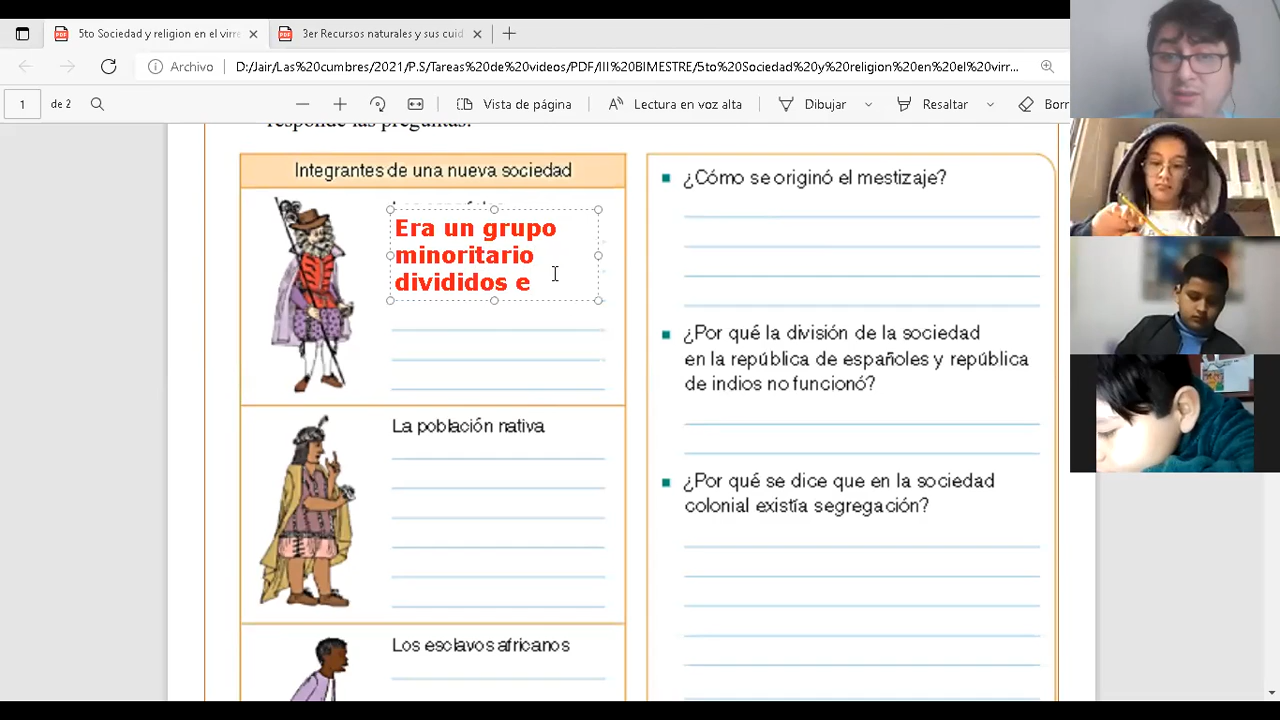 5to Sociedad y religion en el virre
3er Recursos naturales y sus cuid
Archivo
D:/Jair/Las%20cumbres/2021/P.S/Tareas%20de%20videos/PDF/III%20BIMESTRE/5to%20Sociedad%20y%20religion%20en%20el%20virr...
1 de 2
Vista de página
Lectura en voz alta
Dibujar
Resaltar
Borr
responde las preguntas.
Integrantes de una nueva sociedad
Era un grupo
minoritario
divididos e
La población nativa
Los esclavos africanos
¿Cómo se originó el mestizaje?
¿Por qué la división de la sociedad
en la república de españoles y república
de indios no funcionó?
¿Por qué se dice que en la sociedad
colonial existía segregación?